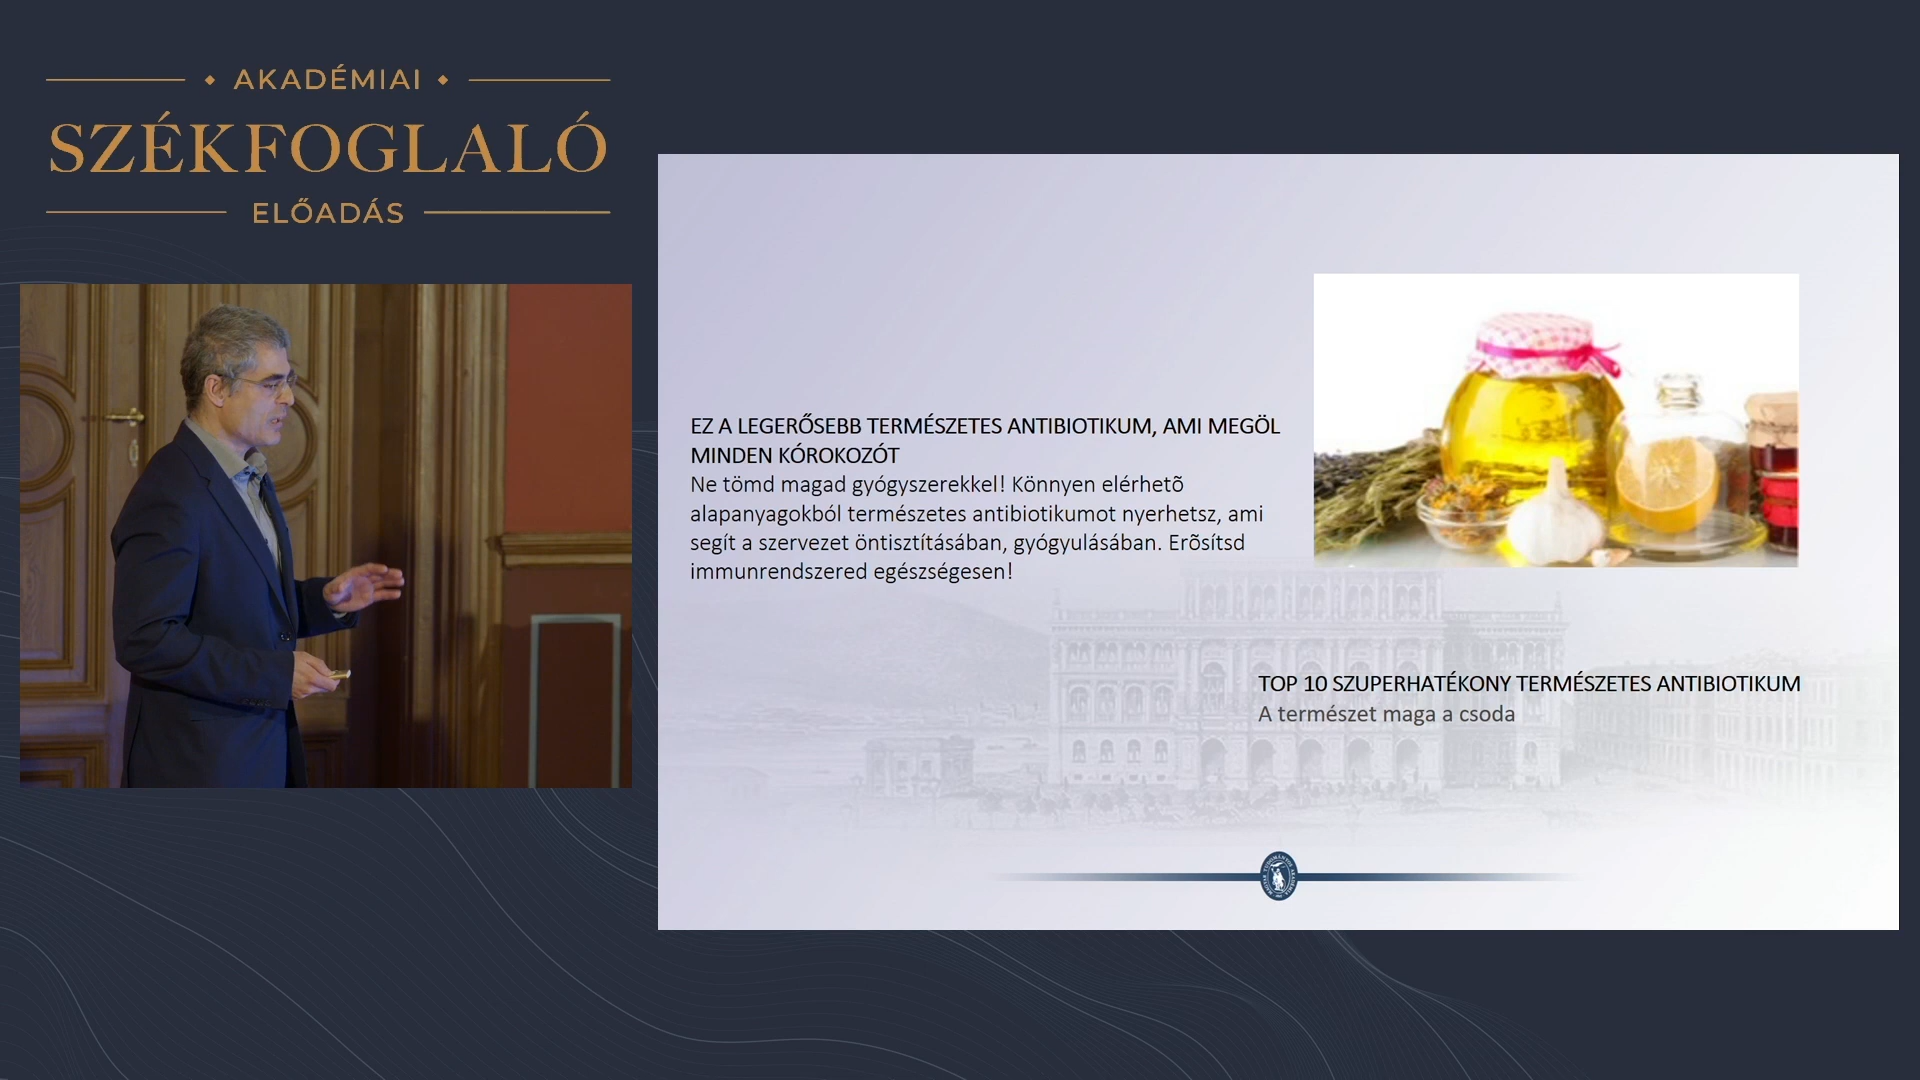 AKADÉMIAI
SZÉKFOGLALÓ
ELŐADÁS
EZ A LEGERŐSEBB TERMÉSZETES ANTIBIOTIKUM, AMI MEGÖL
MINDEN KÓROKOZÓT
Ne tömd magad gyógyszerekkel! Könnyen elérhetõ
alapanyagokból természetes antibiotikumot nyerhetsz, ami
segít a szervezet öntisztításában, gyógyulásában. Erõsítsd
immunrendszered egészségesen!
TOP 10 SZUPERHATÉKONY TERMÉSZETES ANTIBIOTIKUM
A természet maga a csoda